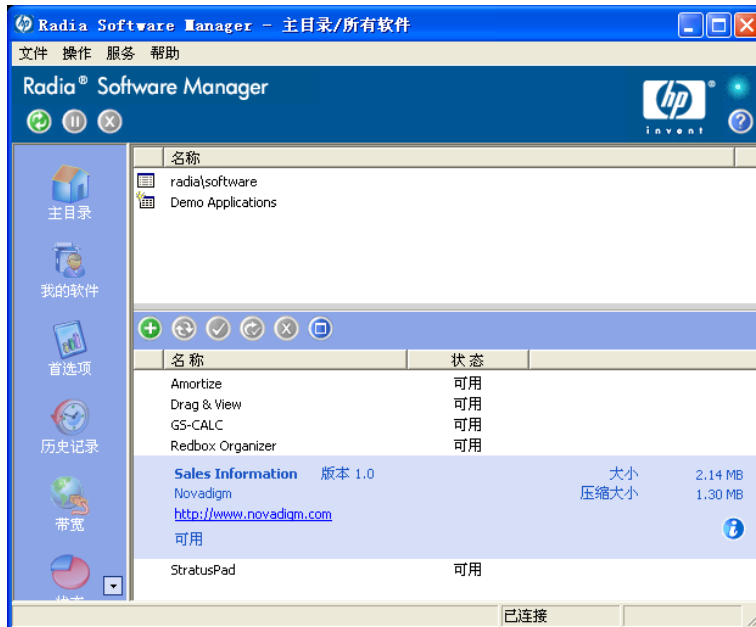 Radia Software Manager - 主目录/所有软件
文件 操作 服务 帮助
Radia® Software Manager
hp
invent
主目录
我的软件
首选项
历史记录
带宽
名称
radia\software
Demo Applications
名称 状态
Amortize 可用
Drag & View 可用
GS-CALC 可用
Redbox Organizer 可用
Sales Information 版本 1.0 大小 2.14 MB
Novadigm 压缩大小 1.30 MB
http://www.novadigm.com
可用
StratusPad 可用
已连接